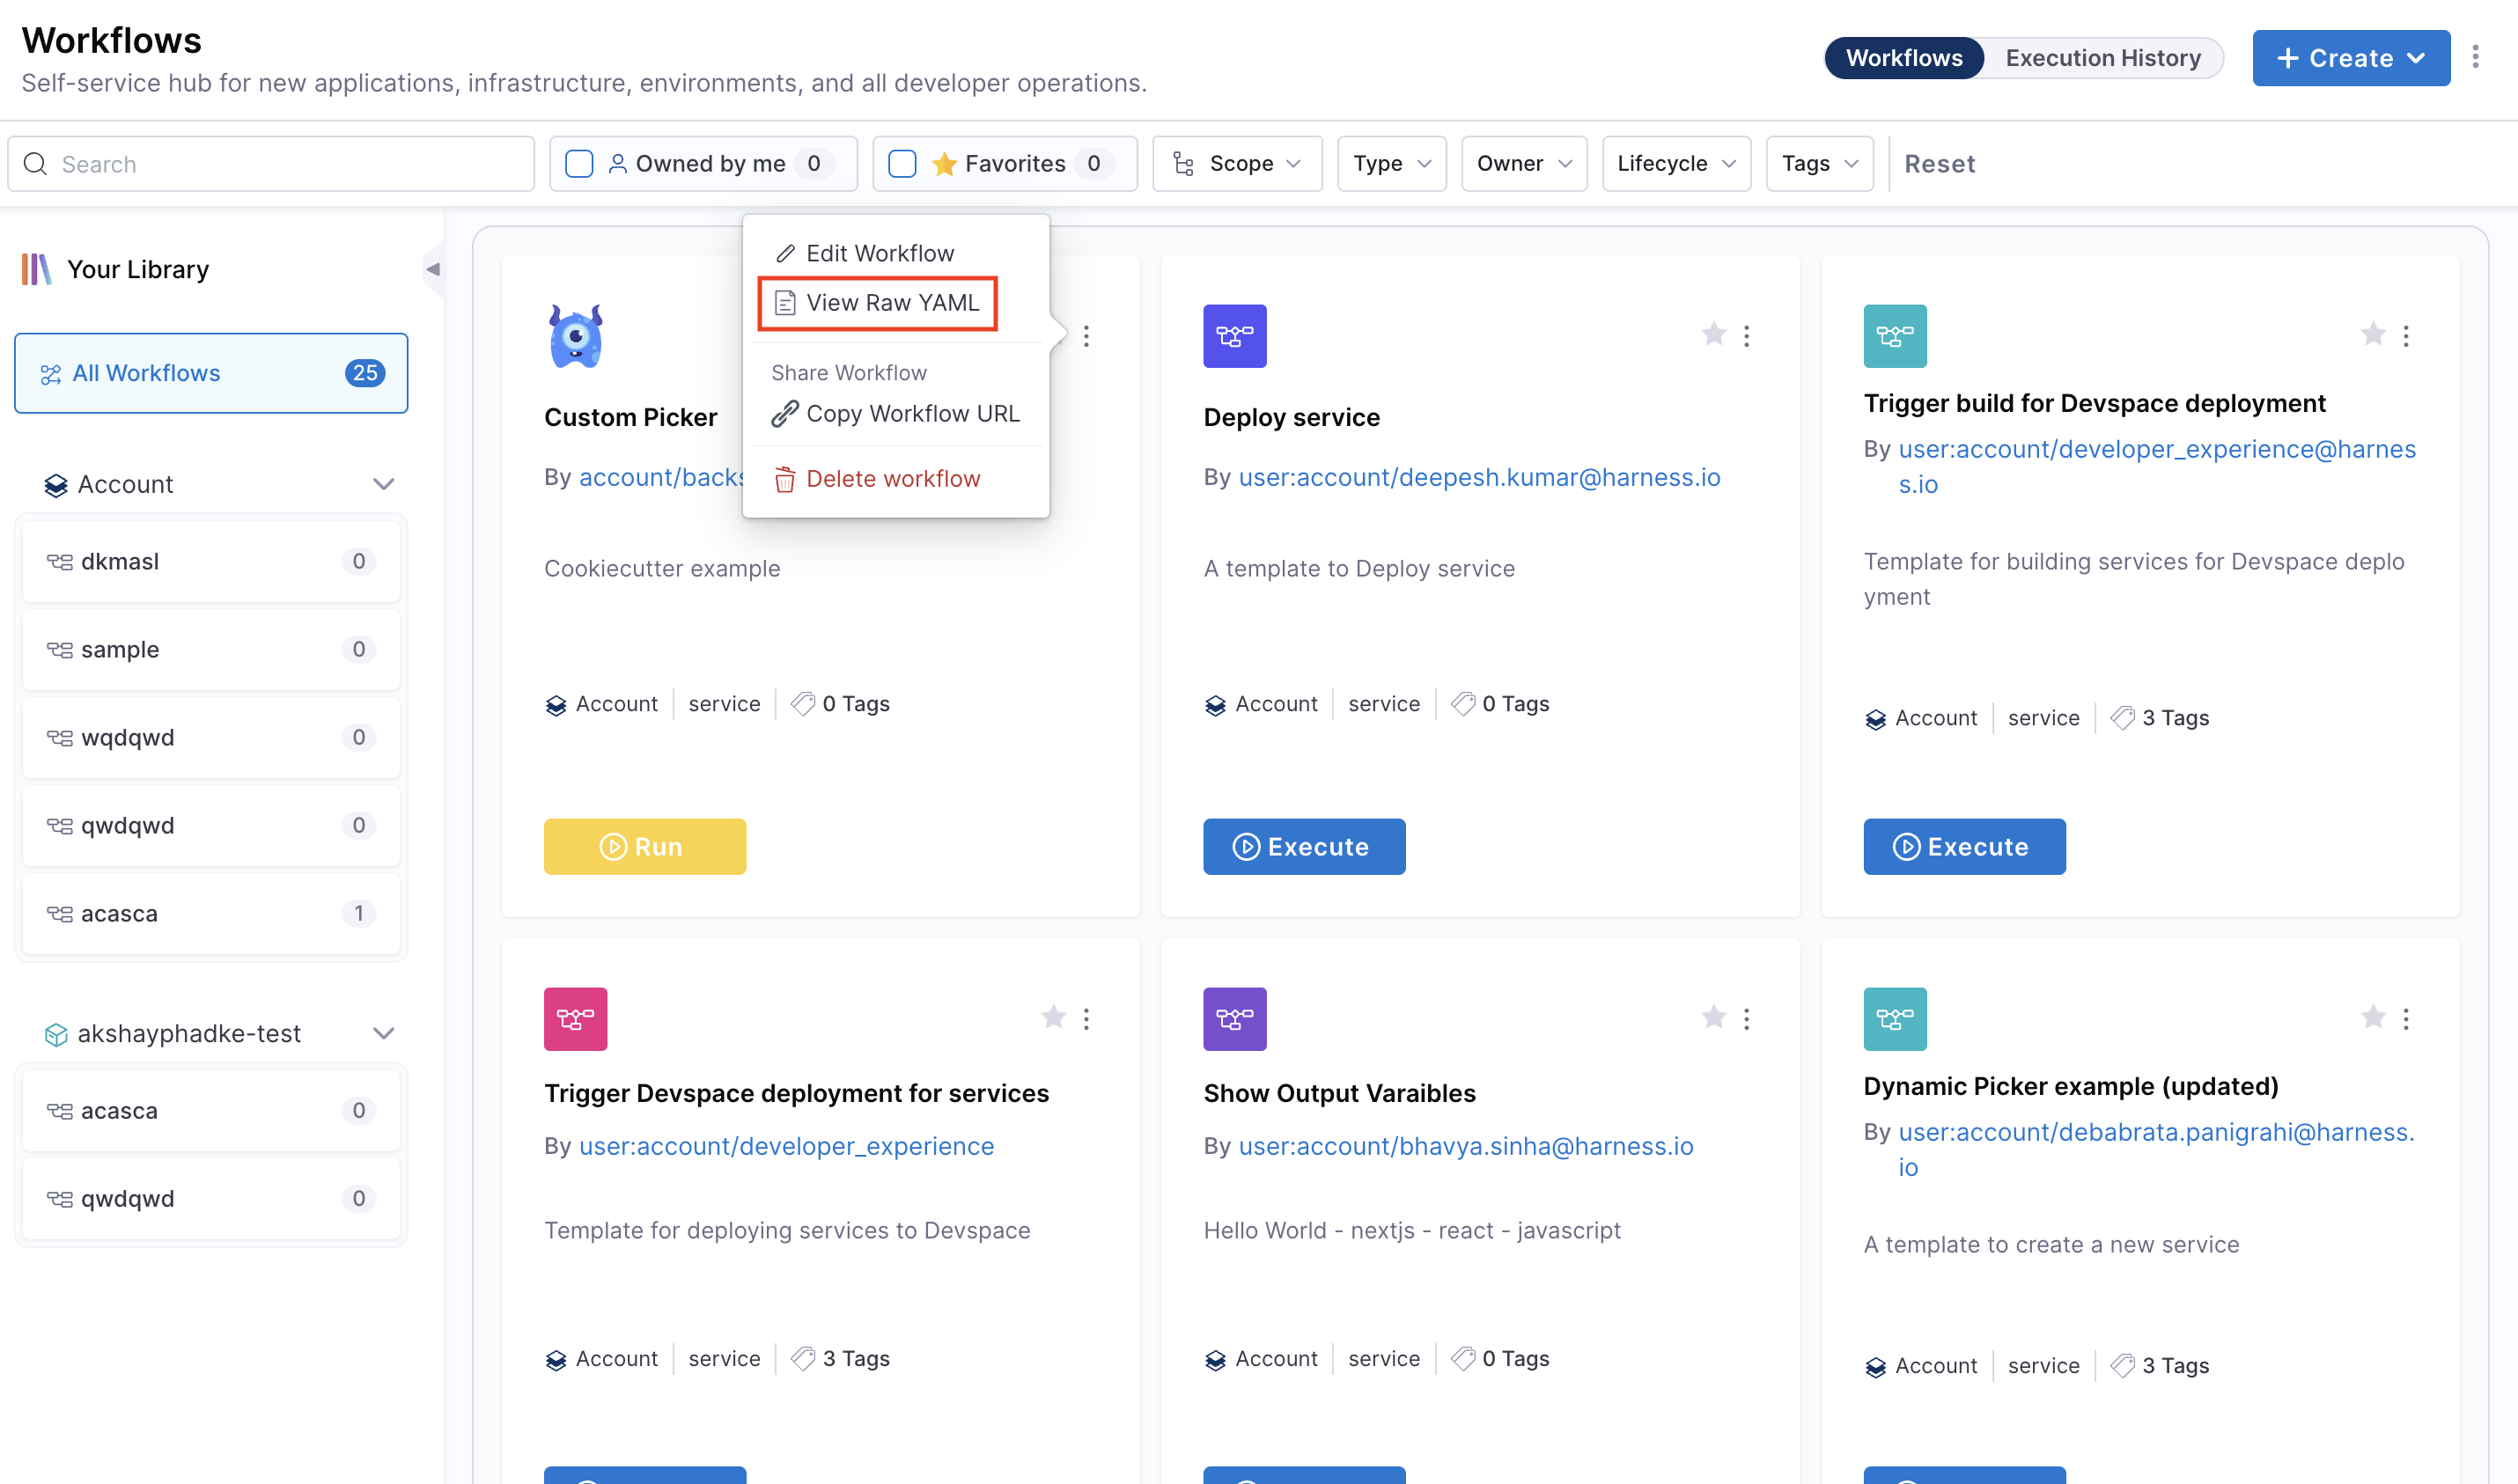 Workflows
Self-service hub for new applications, infrastructure, environments, and all developer operations.
Workflows Execution History
+ Create
Search
Owned by me 0
Favorites 0
Scope
Type
Owner
Lifecycle
Tags
Reset
Your Library
All Workflows 25
Account
dkmasl 0
sample 0
wqdqwd 0
qwdqwd 0
acasca 1
akshayphadke-test
acasca 0
qwdqwd 0
Edit Workflow
View Raw YAML
Share Workflow
Copy Workflow URL
Delete workflow
Custom Picker
By account/backs
Cookiecutter example
Account service 0 Tags
Run
Deploy service
By user:account/deepesh.kumar@harness.io
A template to Deploy service
Account service 0 Tags
Execute
Trigger build for Devspace deployment
By user:account/developer_experience@harnes
s.io
Template for building services for Devspace deplo
yment
Account service 3 Tags
Execute
Trigger Devspace deployment for services
By user:account/developer_experience
Template for deploying services to Devspace
Account service 3 Tags
Show Output Varaibles
By user:account/bhavya.sinha@harness.io
Hello World - nextjs - react - javascript
Account service 0 Tags
Dynamic Picker example (updated)
By user:account/debabrata.panigrahi@harness.
io
A template to create a new service
Account service 3 Tags